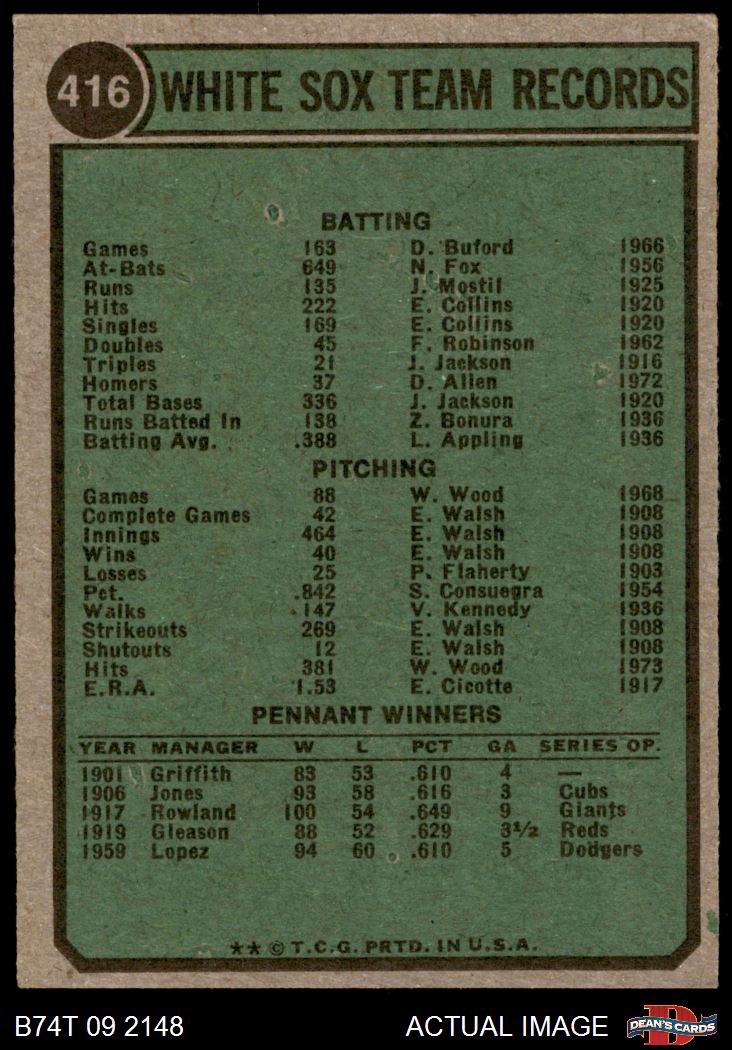 416 WHITE SOX TEAM RECORDS
BATTING
Games 163 D. Buford 1966
At-Bats 649 N. Fox 1956
Runs 135 J. Mostil 1925
Hits 222 E. Collins 1920
Singles 169 E. Collins 1920
Doubles 45 F. Robinson 1962
Triples 21 J. Jackson 1916
Homers 37 D. Allen 1972
Total Bases 336 J. Jackson 1920
Runs Batted In 138 Z. Bonura 1936
Batting Avg. .388 L. Appling 1936
PITCHING
Games 88 W. Wood 1968
Complete Games 42 E. Walsh 1908
Innings 464 E. Walsh 1908
Wins 40 E. Walsh 1908
Losses 25 P. Flaherty 1903
Pct. .842 S. Consuegra 1954
Walks 147 V. Kennedy 1936
Strikeouts 269 E. Walsh 1908
Shutouts 12 E. Walsh 1908
Hits 381 W. Wood 1973
E.R.A. 1.53 E. Cicotte 1917
PENNANT WINNERS
YEAR MANAGER W L PCT GA SERIES OP.
1901 Griffith 83 53 .610 4 —
1906 Jones 93 58 .616 3 Cubs
1917 Rowland 100 54 .649 9 Giants
1919 Gleason 88 52 .629 3½ Reds
1959 Lopez 94 60 .610 5 Dodgers
** © T.C.G. PRTD. IN U.S.A.
B74T 09 2148 ACTUAL IMAGE DEAN'S CARDS